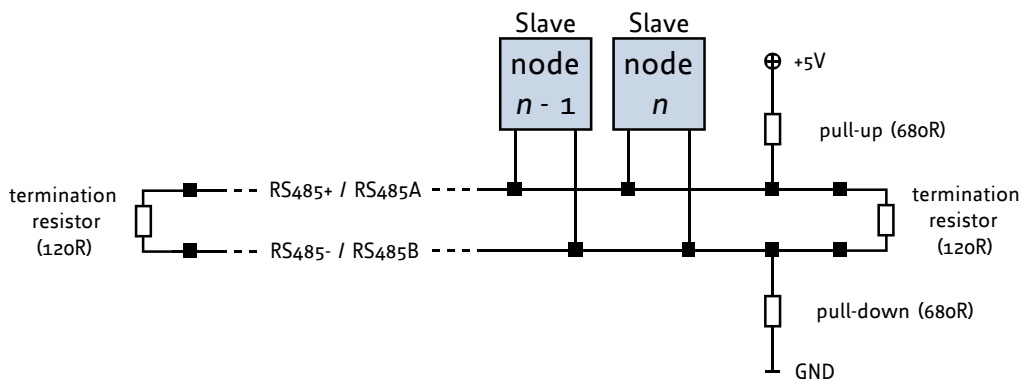 Slave
Slave
node
n - 1
node
n
+5V
pull-up (680R)
termination
resistor
(120R)
RS485+ / RS485A
termination
resistor
(120R)
RS485- / RS485B
pull-down (680R)
GND